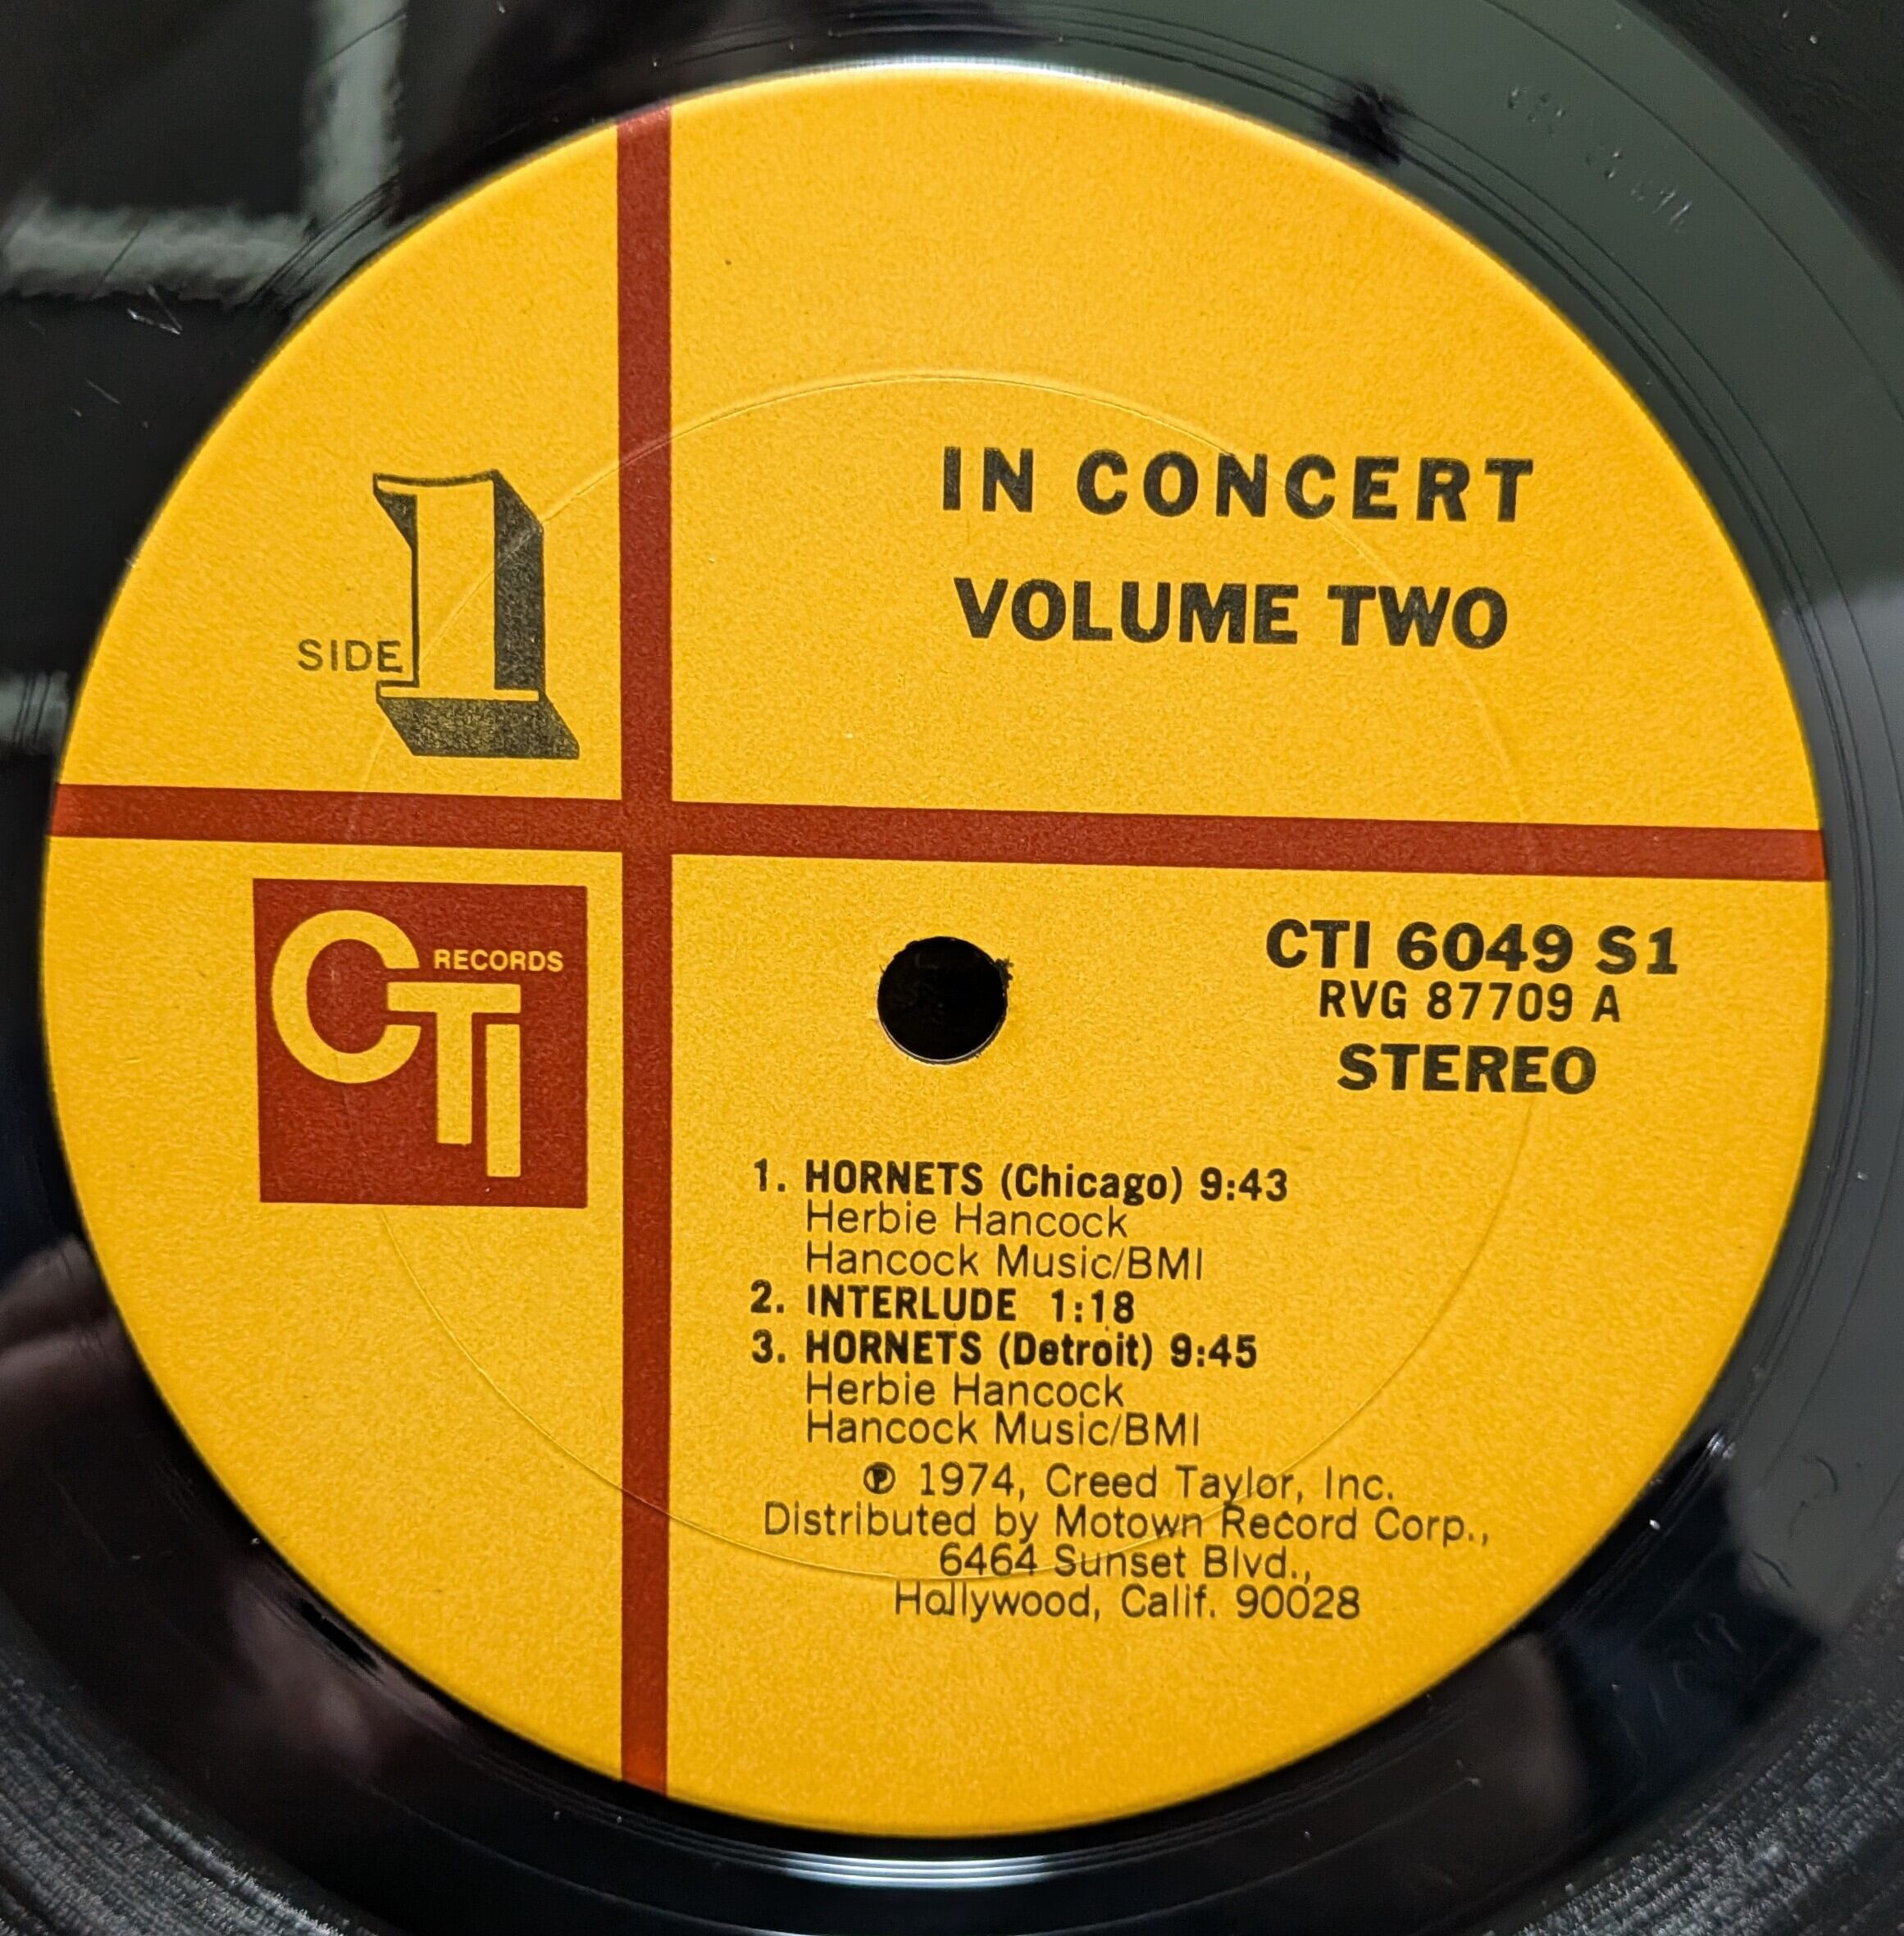 IN CONCERT
VOLUME TWO
SIDE 1
CTI RECORDS
CTI 6049 S1
RVG 87709 A
STEREO
1. HORNETS (Chicago) 9:43
Herbie Hancock
Hancock Music/BMI
2. INTERLUDE 1:18
3. HORNETS (Detroit) 9:45
Herbie Hancock
Hancock Music/BMI
℗ 1974, Creed Taylor, Inc.
Distributed by Motown Record Corp.,
6464 Sunset Blvd.,
Hollywood, Calif. 90028